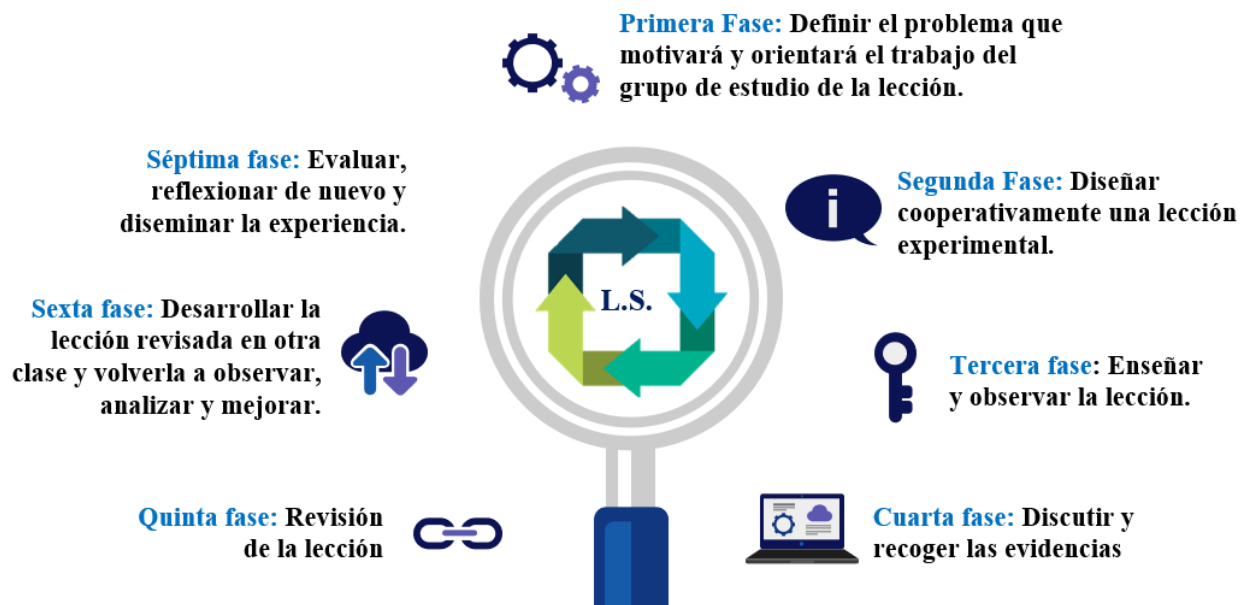 Primera Fase: Definir el problema que
motivará y orientará el trabajo del
grupo de estudio de la lección.
Segunda Fase: Diseñar
cooperativamente una lección
experimental.
Tercera fase: Enseñar
y observar la lección.
Cuarta fase: Discutir y
recoger las evidencias
Quinta fase: Revisión
de la lección
Sexta fase: Desarrollar la
lección revisada en otra
clase y volverla a observar,
analizar y mejorar.
Séptima fase: Evaluar,
reflexionar de nuevo y
diseminar la experiencia.
L.S.
i